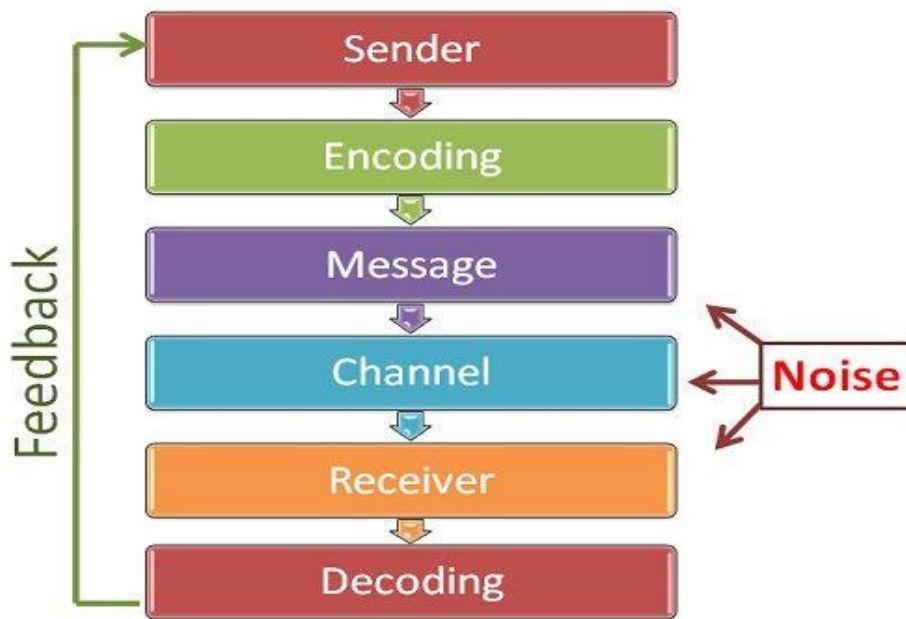 Sender
Encoding
Message
Channel
Receiver
Decoding
Feedback
Noise